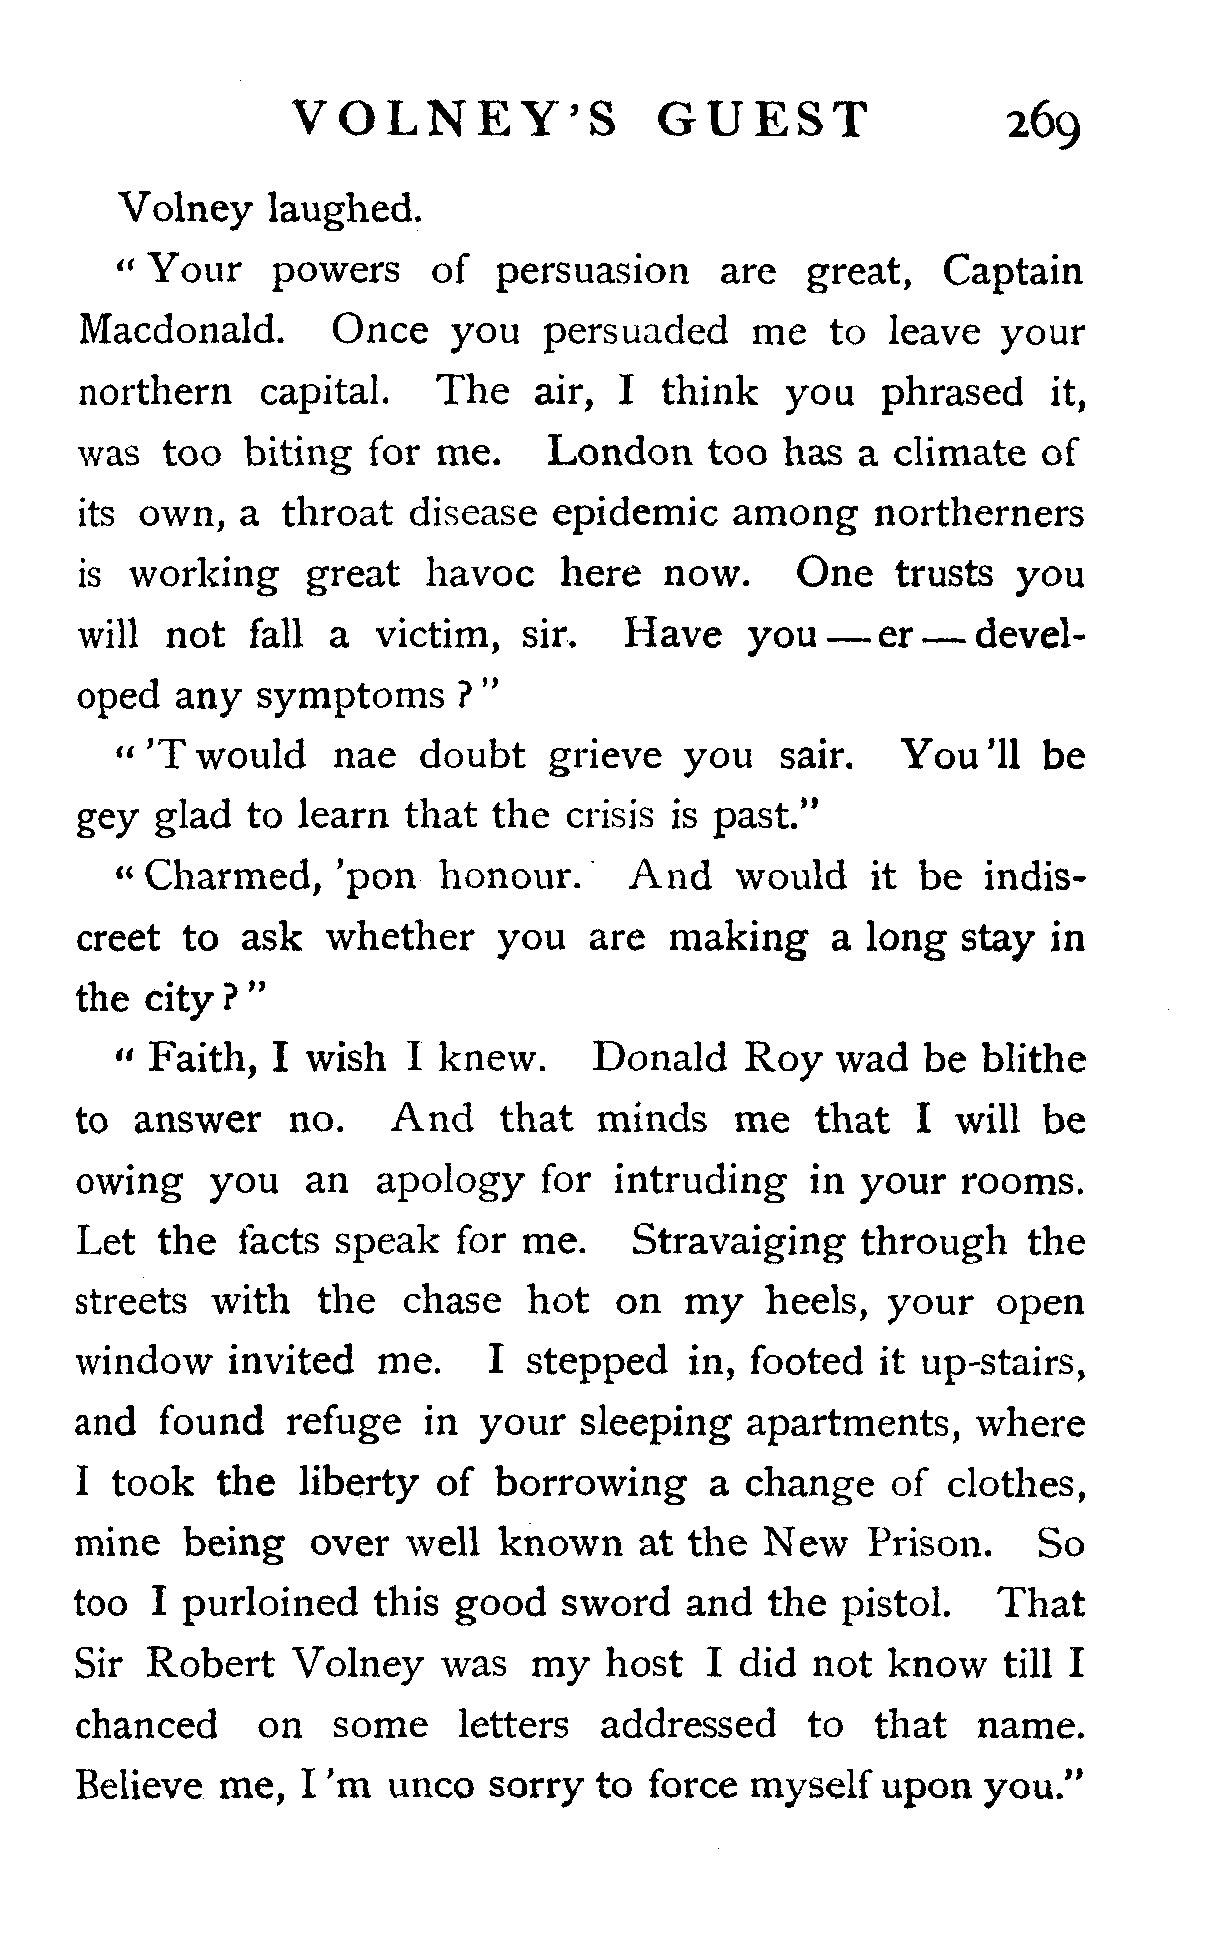 VOLNEY'S GUEST 269
Volney laughed.
" Your powers of persuasion are great, Captain
Macdonald. Once you persuaded me to leave your
northern capital. The air, I think you phrased it,
was too biting for me. London too has a climate of
its own, a throat disease epidemic among northerners
is working great havoc here now. One trusts you
will not fall a victim, sir. Have you — er — devel-
oped any symptoms ? "
" 'T would nae doubt grieve you sair. You 'll be
gey glad to learn that the crisis is past."
" Charmed, 'pon honour. And would it be indis-
creet to ask whether you are making a long stay in
the city ? "
" Faith, I wish I knew. Donald Roy wad be blithe
to answer no. And that minds me that I will be
owing you an apology for intruding in your rooms.
Let the facts speak for me. Stravaiging through the
streets with the chase hot on my heels, your open
window invited me. I stepped in, footed it up-stairs,
and found refuge in your sleeping apartments, where
I took the liberty of borrowing a change of clothes,
mine being over well known at the New Prison. So
too I purloined this good sword and the pistol. That
Sir Robert Volney was my host I did not know till I
chanced on some letters addressed to that name.
Believe me, I 'm unco sorry to force myself upon you."